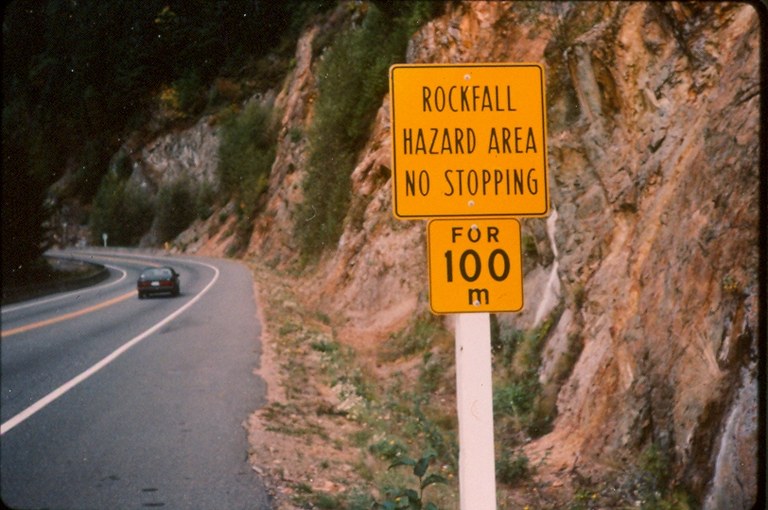 ROCKFALL
HAZARD AREA
NO STOPPING
FOR
100
m